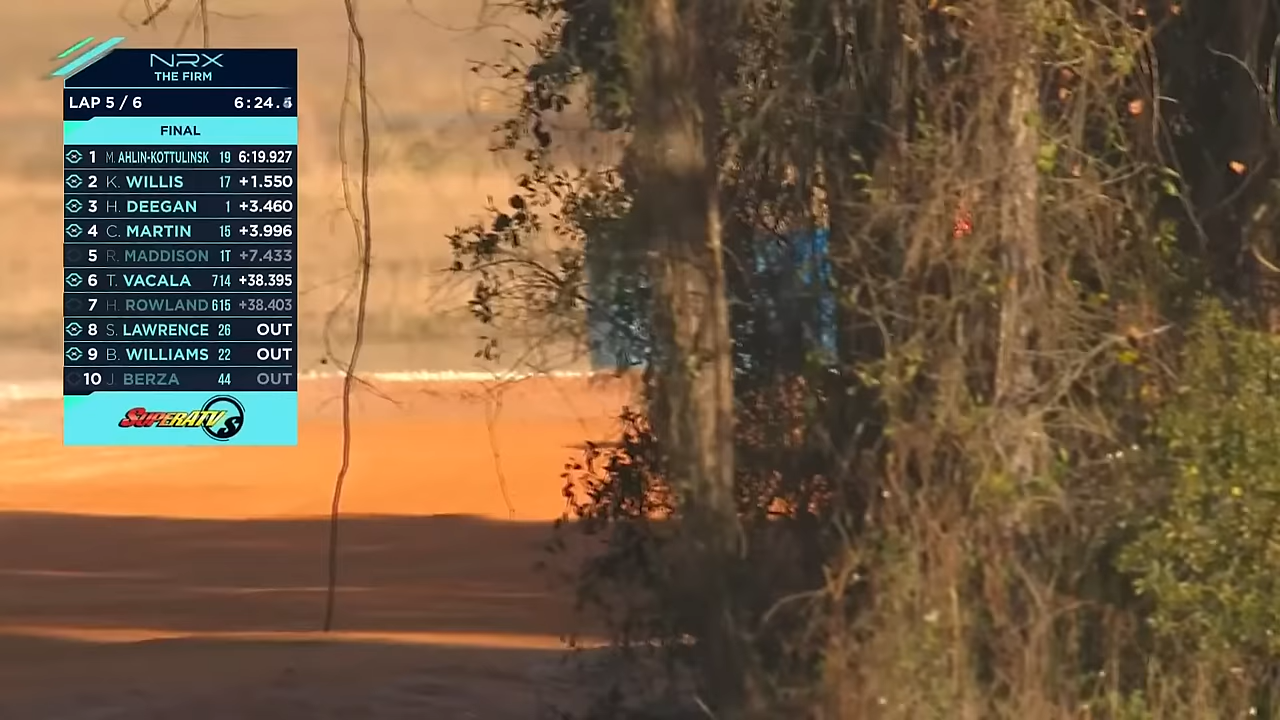 NRX
THE FIRM
LAP 5 / 6 6:24.5
FINAL
1 M. AHLIN-KOTTULINSK 19 6:19.927
2 K. WILLIS 17 +1.550
3 H. DEEGAN 1 +3.460
4 C. MARTIN 15 +3.996
5 R. MADDISON 1T +7.433
6 T. VACALA 714 +38.395
7 H. ROWLAND 615 +38.403
8 S. LAWRENCE 26 OUT
9 B. WILLIAMS 22 OUT
10 J. BERZA 44 OUT
SUPERATV